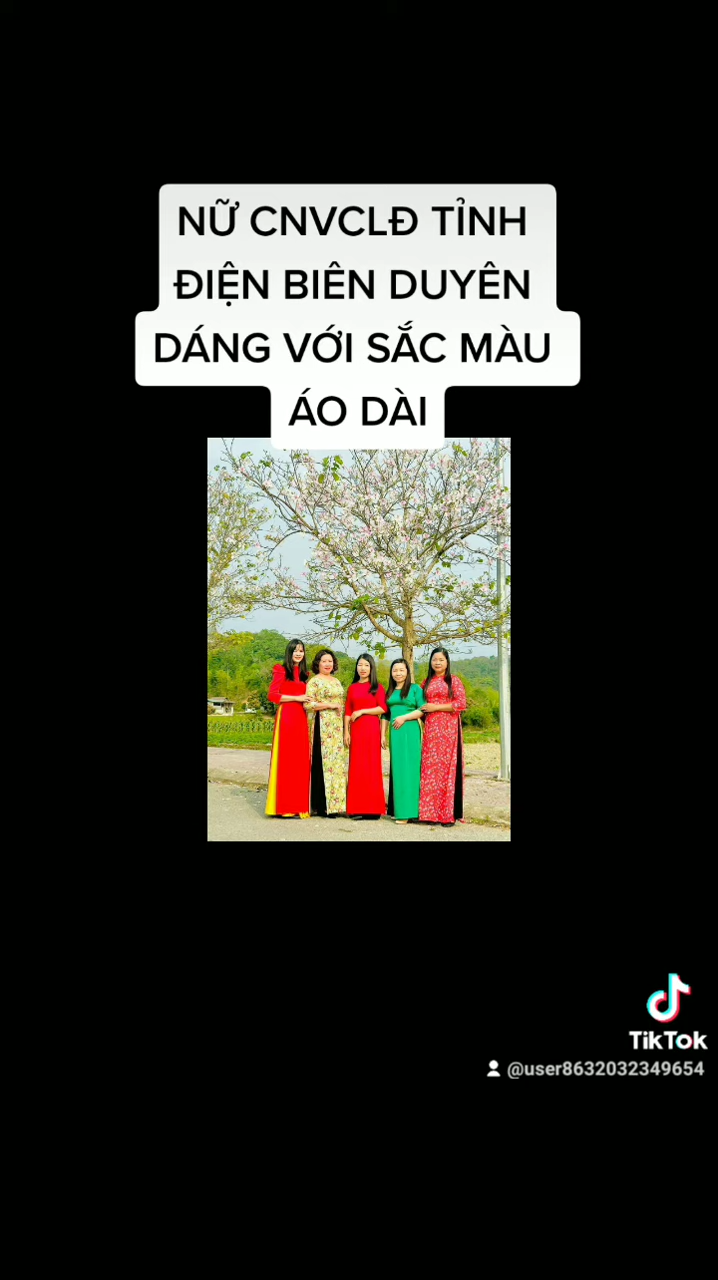 NỮ CNVCLĐ TỈNH
ĐIỆN BIÊN DUYÊN
DÁNG VỚI SẮC MÀU
ÁO DÀI
TikTok
@user8632032349654